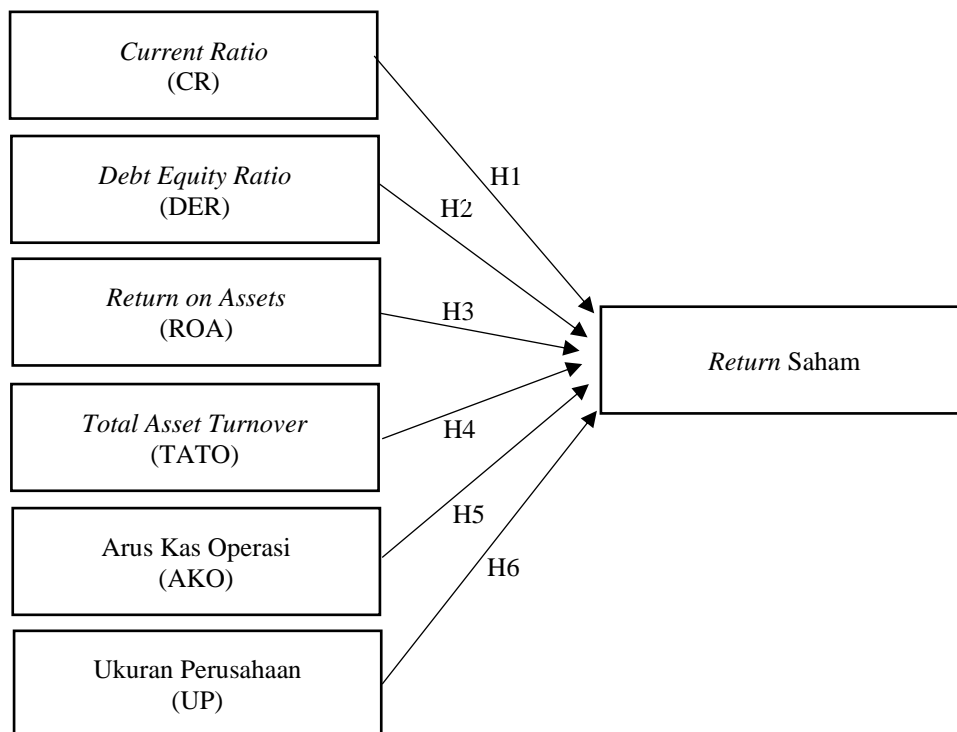 Current Ratio
(CR)
H1
Debt Equity Ratio
(DER)
H2
Return on Assets
(ROA)
H3
Return Saham
Total Asset Turnover
(TATO)
H4
Arus Kas Operasi
(AKO)
H5
Ukuran Perusahaan
(UP)
H6